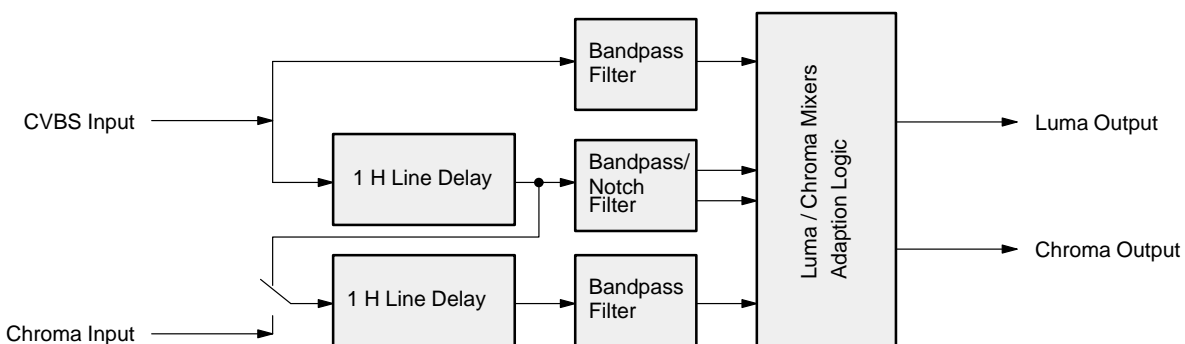 Bandpass
Filter
CVBS Input
1 H Line Delay
Bandpass/
Notch
Filter
Luma / Chroma Mixers
Adaption Logic
Luma Output
Chroma Output
1 H Line Delay
Bandpass
Filter
Chroma Input